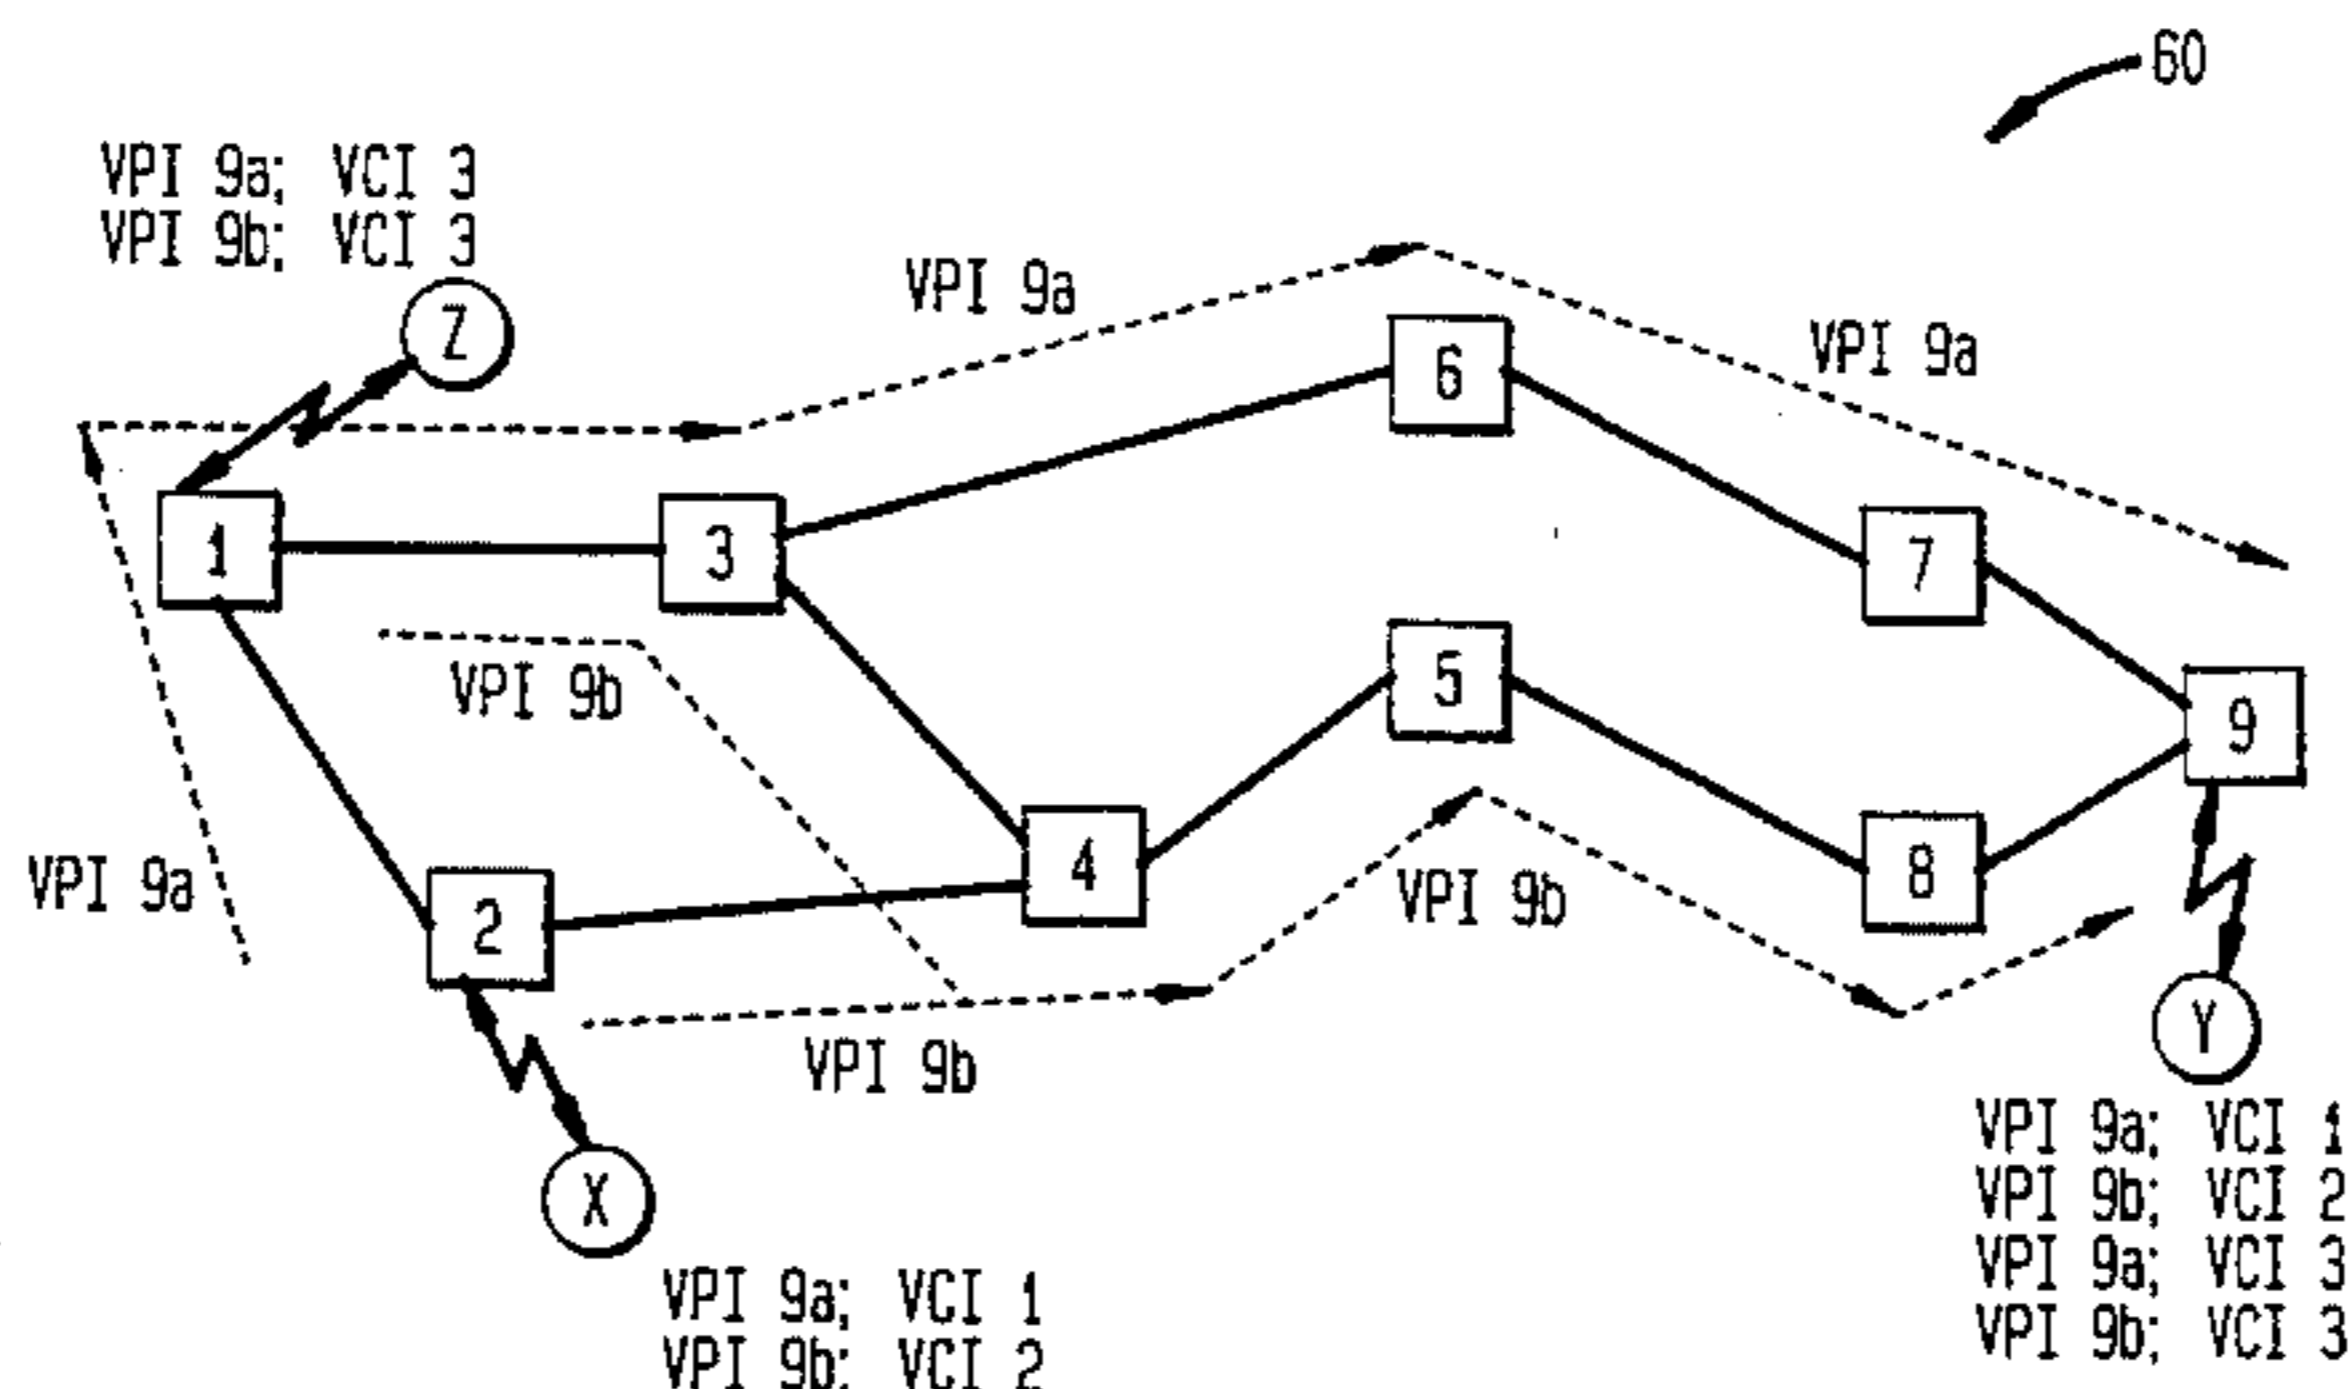 60
VPI 9a; VCI 3
VPI 9b; VCI 3
Z
VPI 9a
VPI 9a
6
1
3
7
VPI 9b
5
9
VPI 9a
2
4
VPI 9b
8
VPI 9b
Y
X
VPI 9a; VCI 1
VPI 9b; VCI 2
VPI 9a; VCI 3
VPI 9b; VCI 3
VPI 9a; VCI 1
VPI 9b; VCI 2